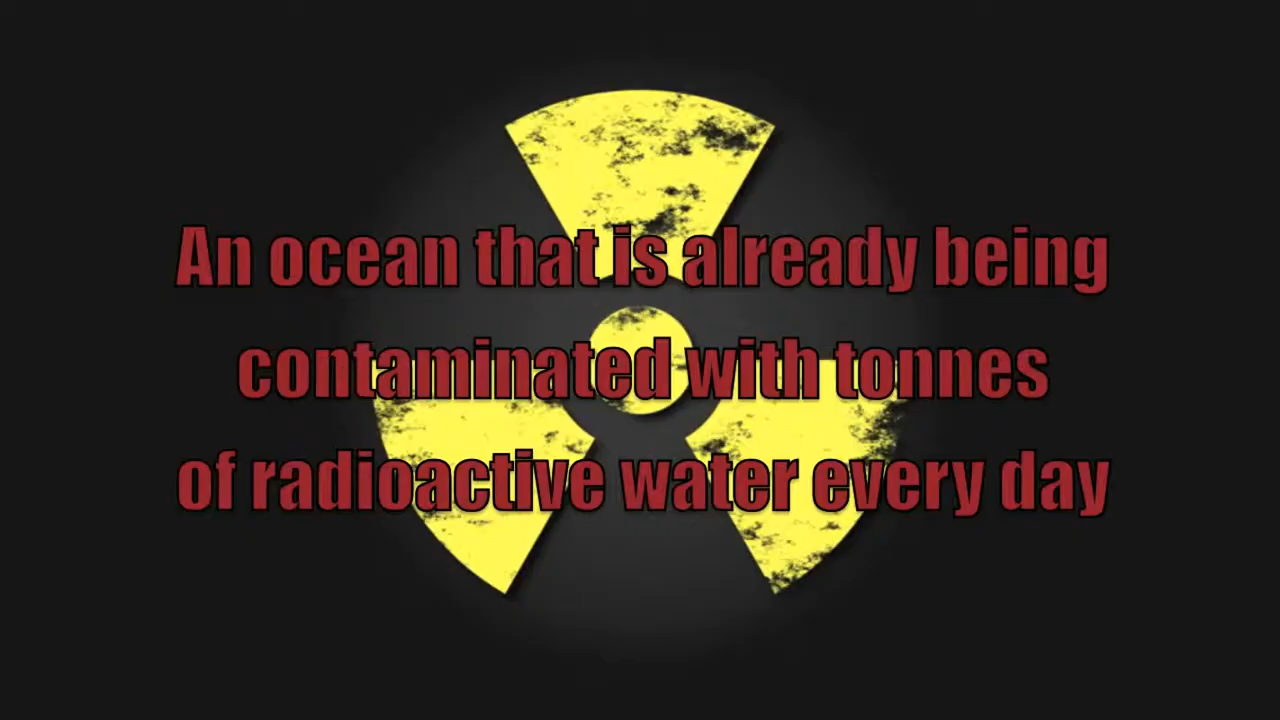 An ocean that is already being
contaminated with tonnes
of radioactive water every day